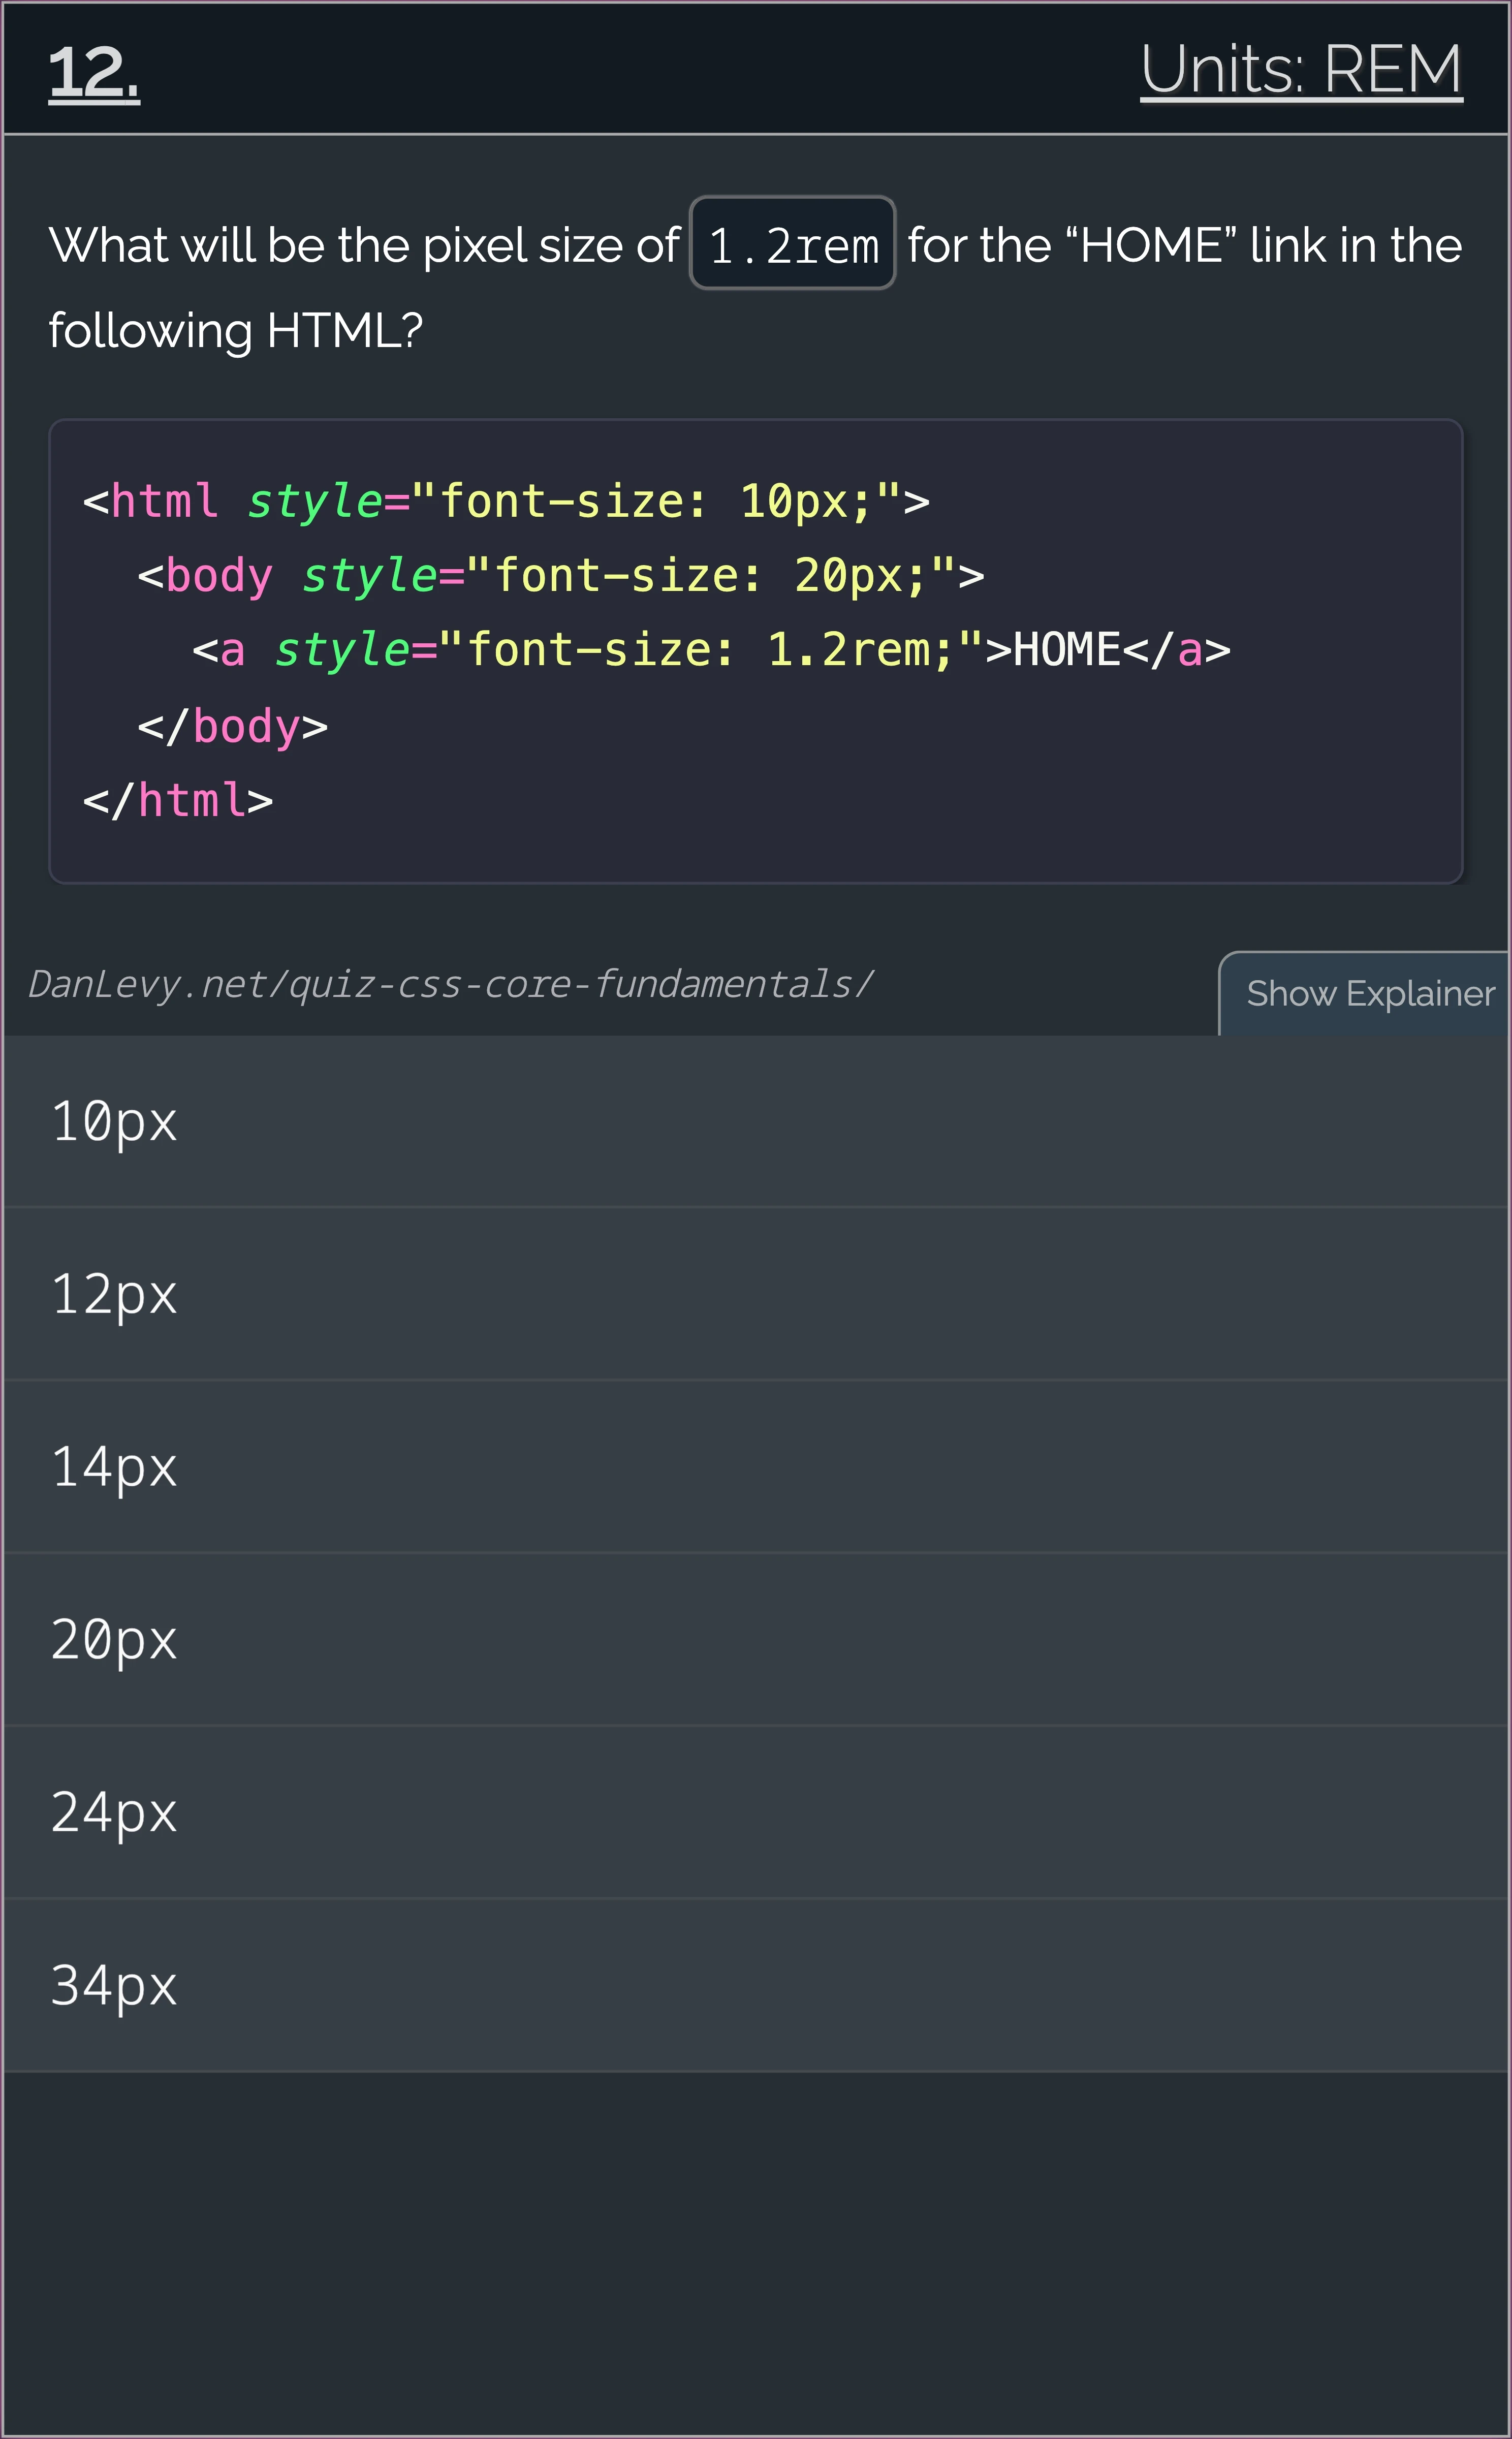 12.
Units: REM
What will be the pixel size of 1.2rem for the “HOME” link in the
following HTML?
<html style="font-size: 10px;">
  <body style="font-size: 20px;">
    <a style="font-size: 1.2rem;">HOME</a>
  </body>
</html>
DanLevy.net/quiz-css-core-fundamentals/
Show Explainer
10px
12px
14px
20px
24px
34px